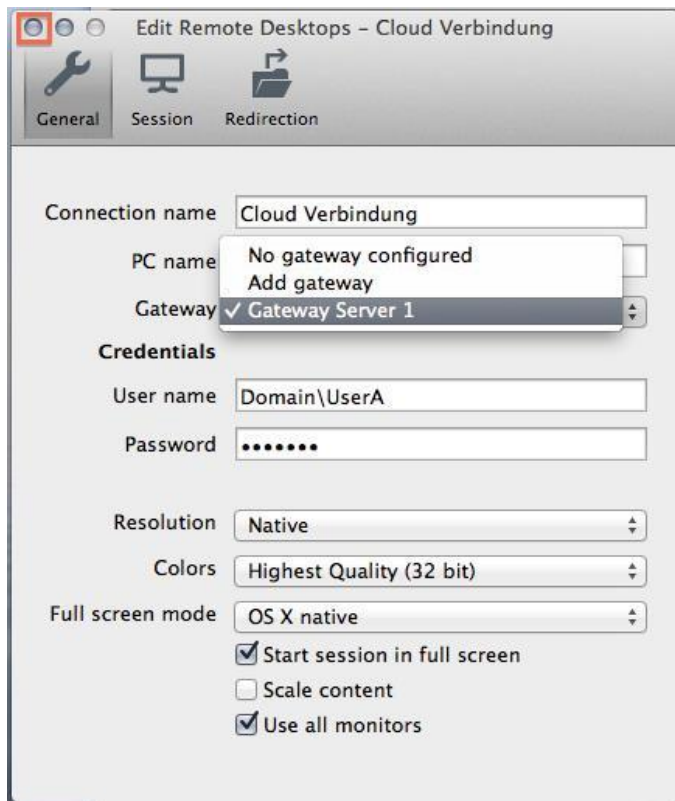 Edit Remote Desktops – Cloud Verbindung
General Session Redirection
Connection name Cloud Verbindung
PC name
No gateway configured
Add gateway
Gateway ✓ Gateway Server 1
Credentials
User name Domain\UserA
Password •••••••
Resolution Native
Colors Highest Quality (32 bit)
Full screen mode OS X native
Start session in full screen
Scale content
Use all monitors